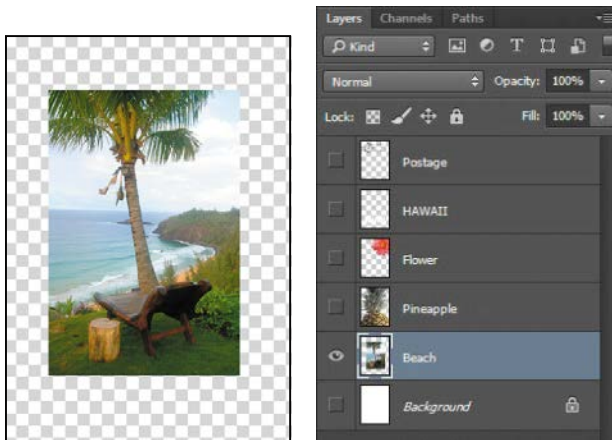 Layers Channels Paths
Kind
Normal Opacity: 100%
Lock: Fill: 100%
Postage
HAWAII
Flower
Pineapple
Beach
Background